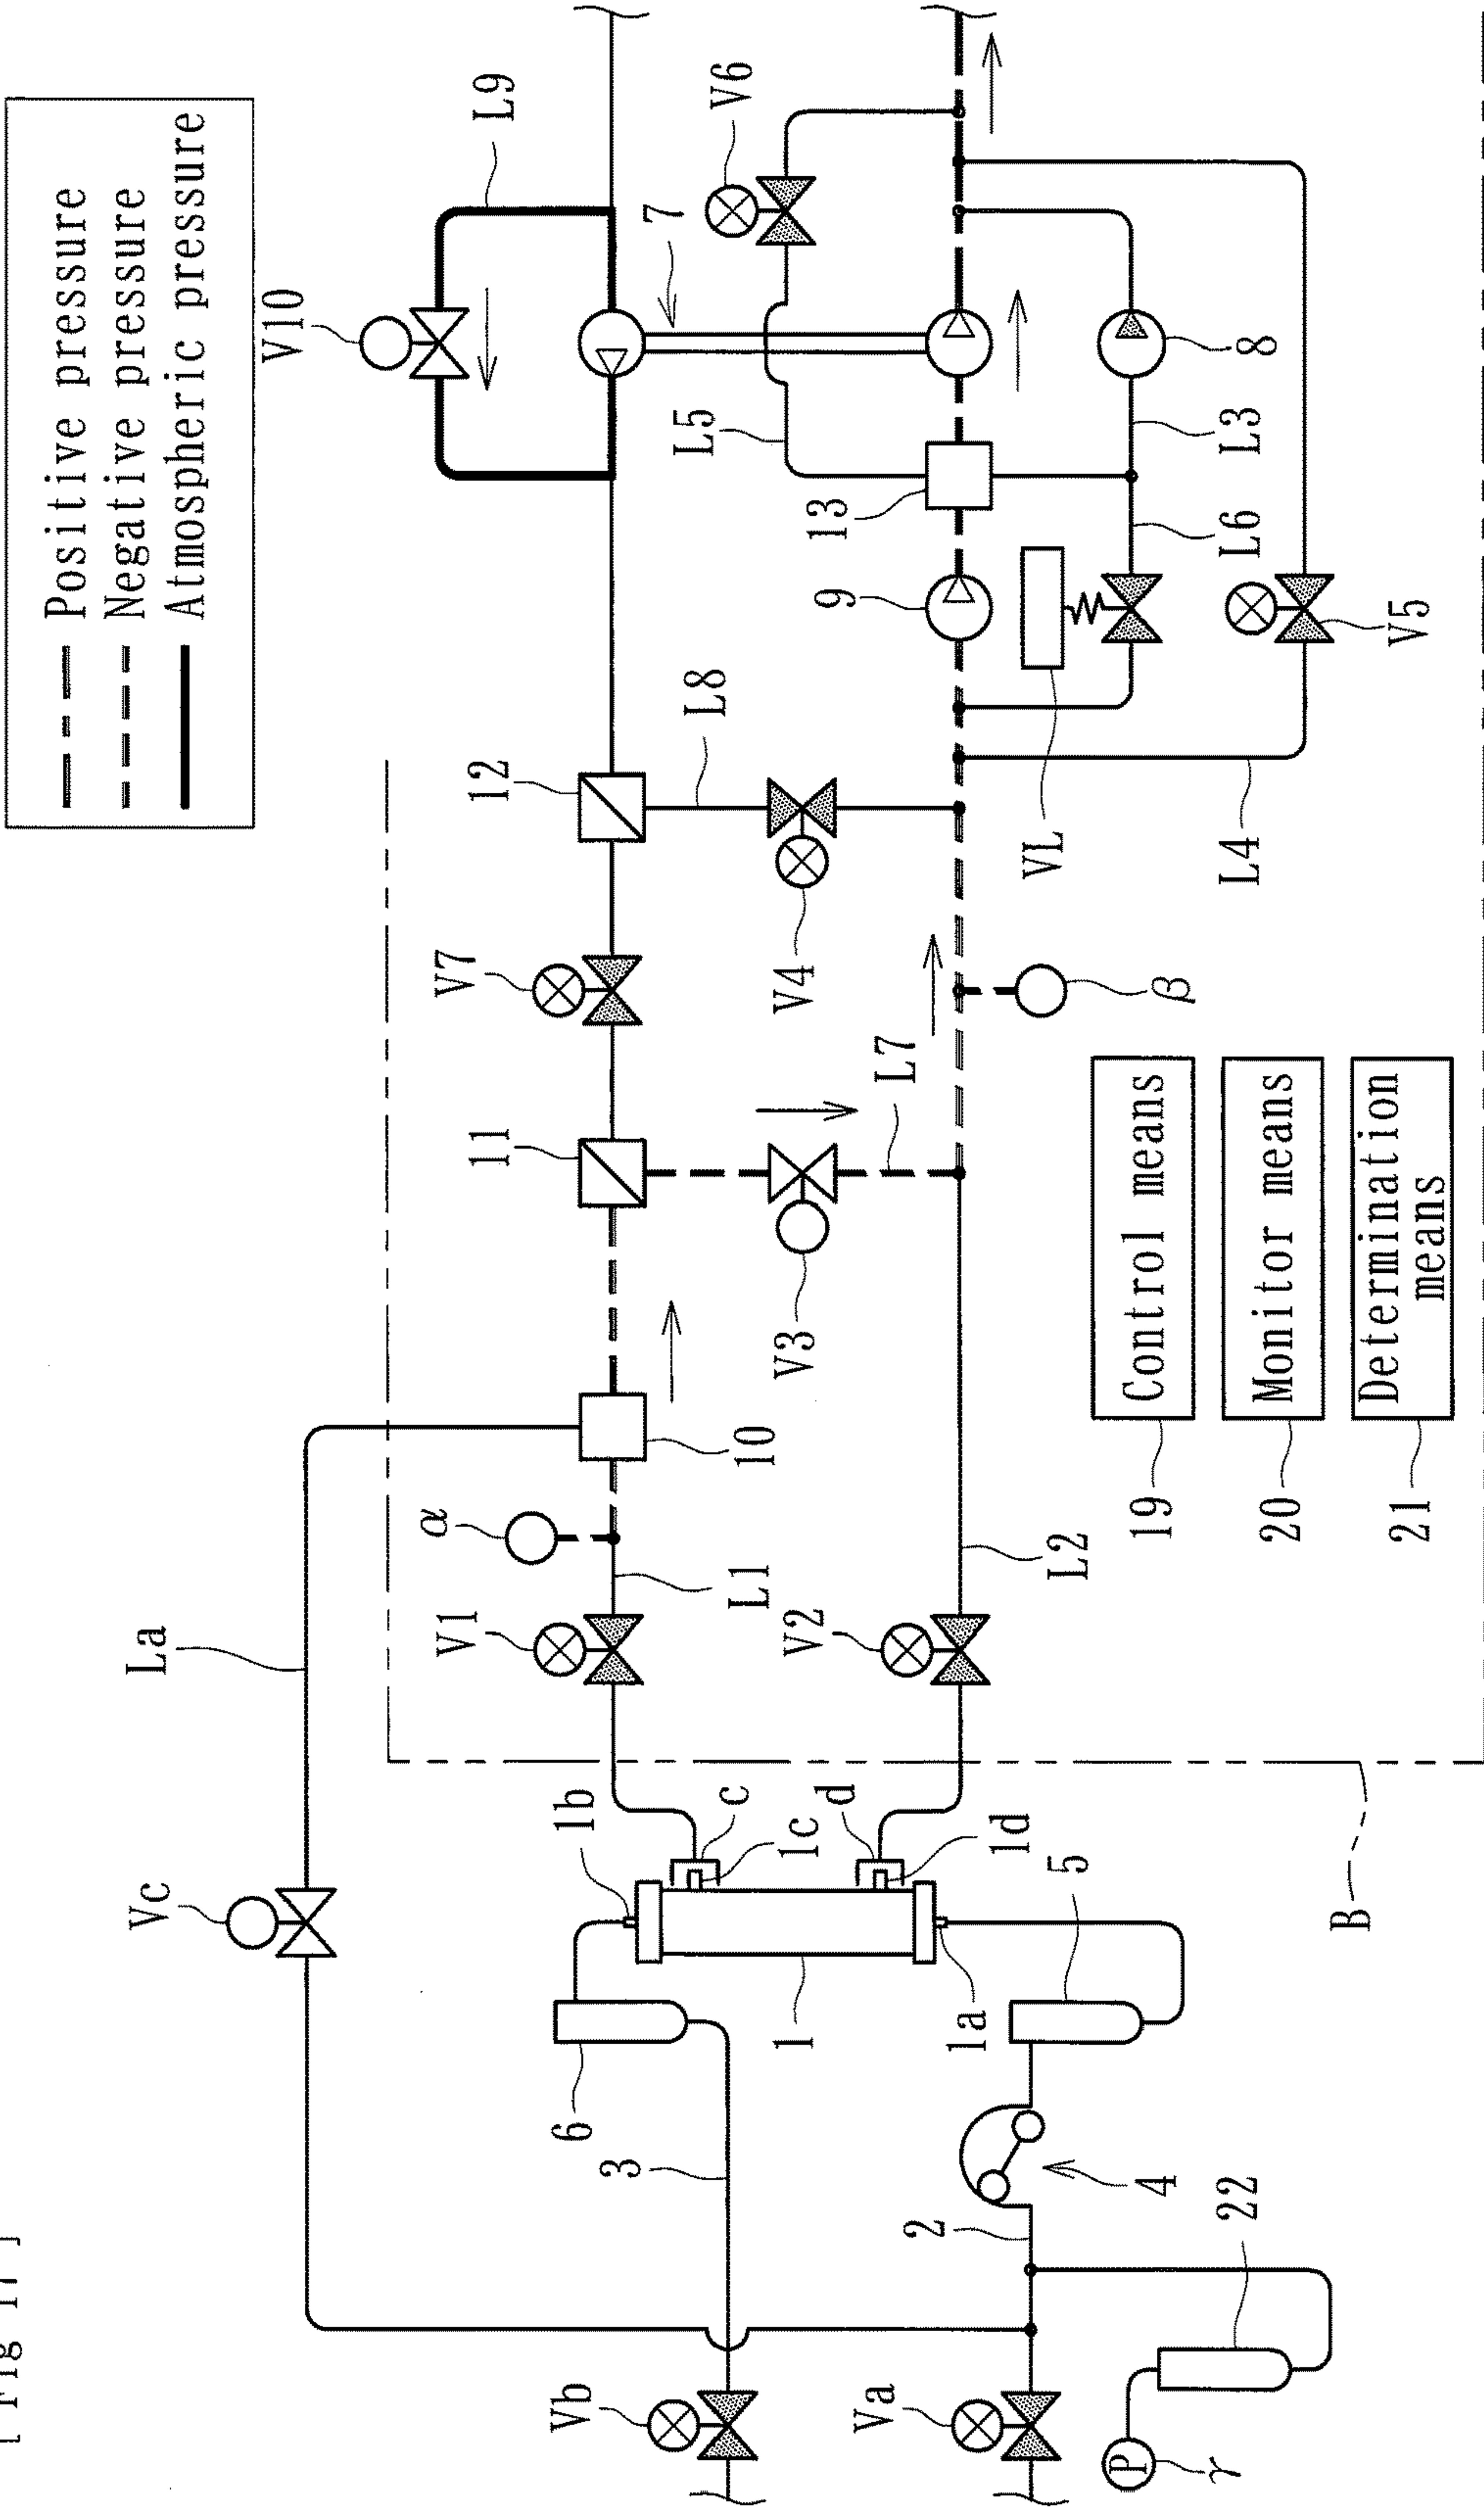 [Fig 17]
Positive pressure
Negative pressure
Atmospheric pressure
V10
L9
V6
7
L5
13
9
8
L3
L6
VL
V5
L4
12
L8
V7
V4
11
L7
β
V3
10
α
La
V1
L1
V2
L2
Control means
19
Monitor means
20
Determination
means
21
Vc
1b
c
1c
d
1d
5
B
6
1
1a
3
4
2
22
Vb
Va
P
γ